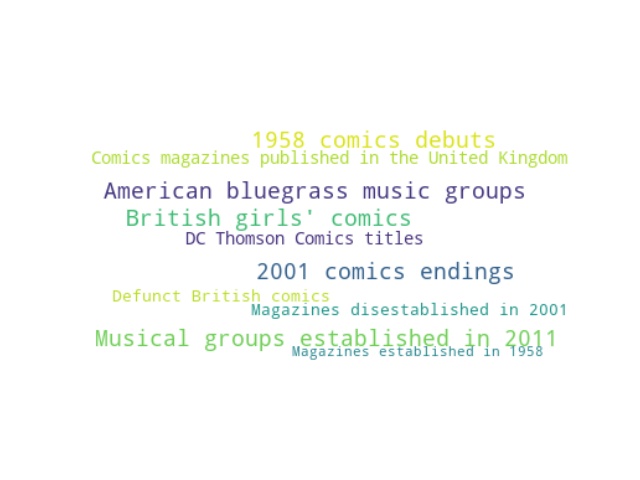 1958 comics debuts
Comics magazines published in the United Kingdom
American bluegrass music groups
British girls' comics
DC Thomson Comics titles
2001 comics endings
Defunct British comics
Magazines disestablished in 2001
Musical groups established in 2011
Magazines established in 1958